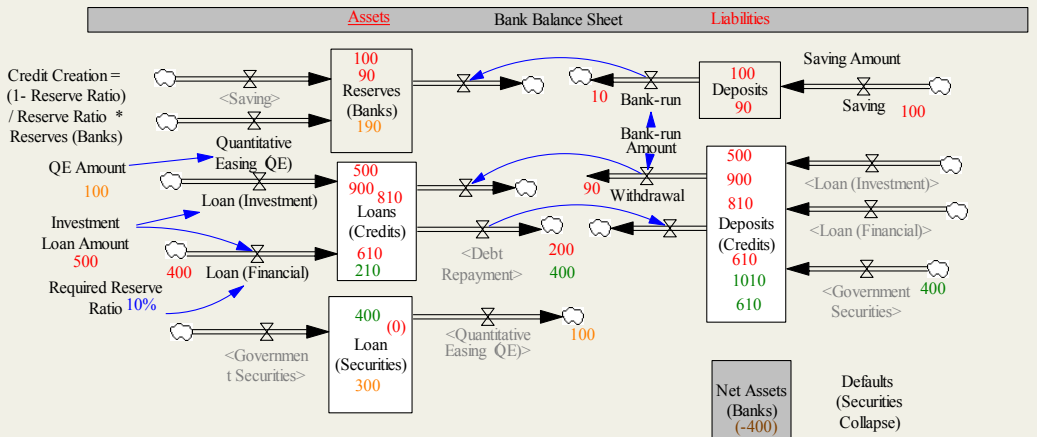 Assets
Bank Balance Sheet
Liabilities
Credit Creation =
(1- Reserve Ratio)
/ Reserve Ratio *
Reserves (Banks)
<Saving>
100
90
Reserves
(Banks)
190
10
Bank-run
100
Deposits
90
Saving Amount
Saving
100
QE Amount
100
Quantitative
Easing (QE)
Bank-run
Amount
Loan (Investment)
500
900
810
Loans
(Credits)
610
210
90
Withdrawal
500
900
810
Deposits
(Credits)
610
1010
610
<Loan (Investment)>
<Loan (Financial)>
Investment
Loan Amount
500
400
Loan (Financial)
<Debt
Repayment>
200
400
<Government
Securities>
400
Required Reserve
Ratio 10%
<Governmen
t Securities>
400
(0)
Loan
(Securities)
300
<Quantitative
Easing (QE)>
100
Net Assets
(Banks)
(-400)
Defaults
(Securities
Collapse)